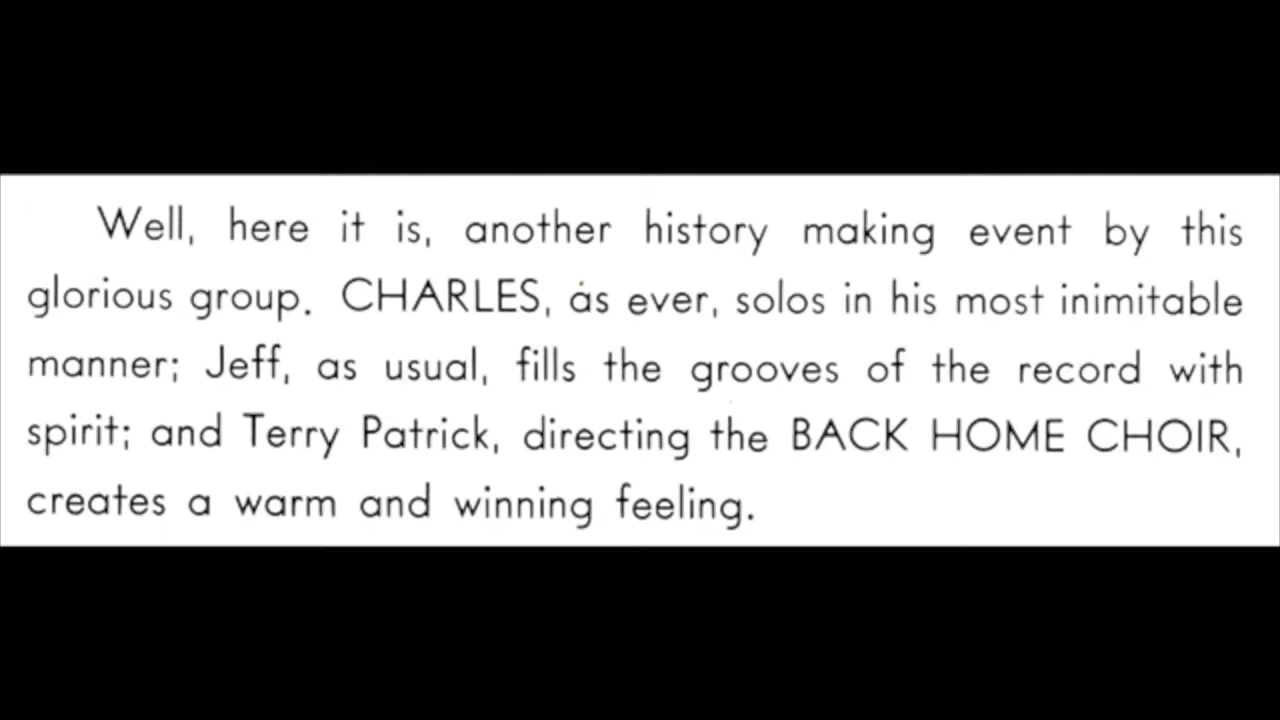 Well, here it is, another history making event by this
glorious group. CHARLES, as ever, solos in his most inimitable
manner; Jeff, as usual, fills the grooves of the record with
spirit; and Terry Patrick, directing the BACK HOME CHOIR,
creates a warm and winning feeling.